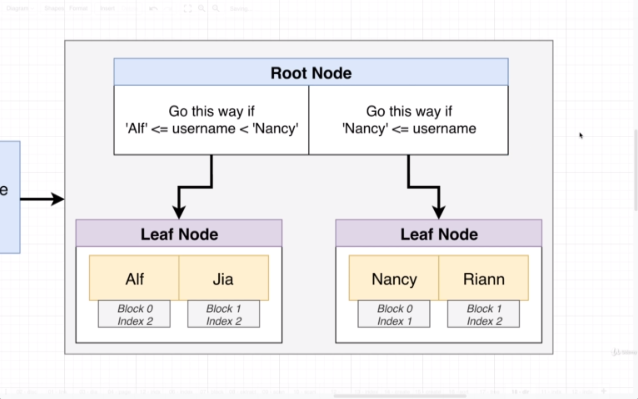 Root Node
Go this way if
'Alf' <= username < 'Nancy'
Go this way if
'Nancy' <= username
e
Leaf Node
Leaf Node
Alf
Jia
Nancy
Riann
Block 0
Index 2
Block 1
Index 2
Block 0
Index 1
Block 1
Index 2